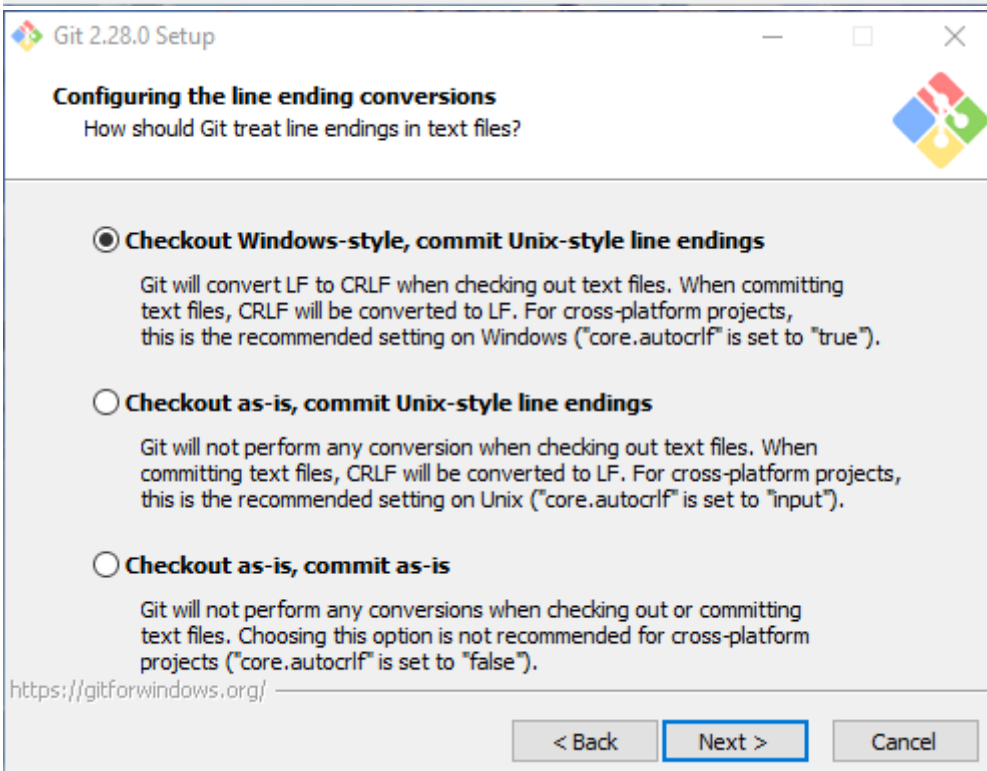 Git 2.28.0 Setup
Configuring the line ending conversions
How should Git treat line endings in text files?
Checkout Windows-style, commit Unix-style line endings
Git will convert LF to CRLF when checking out text files. When committing
text files, CRLF will be converted to LF. For cross-platform projects,
this is the recommended setting on Windows ("core.autocrlf" is set to "true").
Checkout as-is, commit Unix-style line endings
Git will not perform any conversion when checking out text files. When
committing text files, CRLF will be converted to LF. For cross-platform projects,
this is the recommended setting on Unix ("core.autocrlf" is set to "input").
Checkout as-is, commit as-is
Git will not perform any conversions when checking out or committing
text files. Choosing this option is not recommended for cross-platform
projects ("core.autocrlf" is set to "false").
https://gitforwindows.org/
< Back Next > Cancel